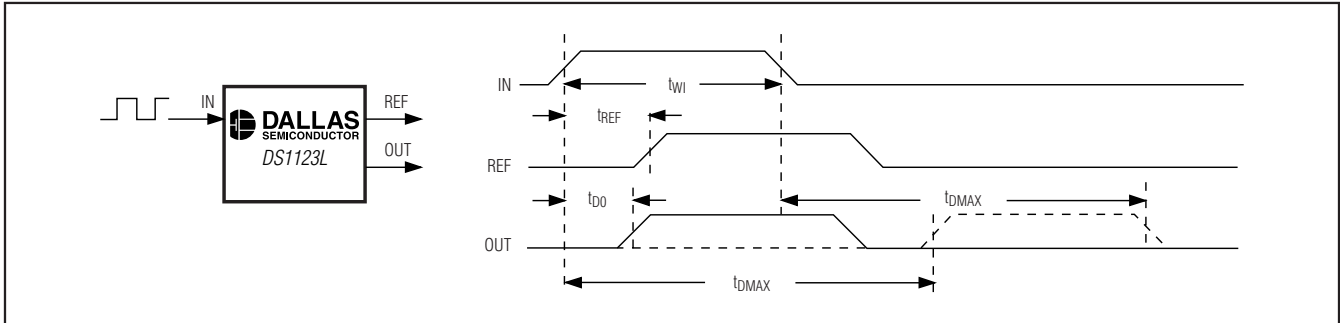 IN
DALLAS
SEMICONDUCTOR
DS1123L
REF
OUT
IN
tWI
tREF
REF
tD0
tDMAX
OUT
tDMAX